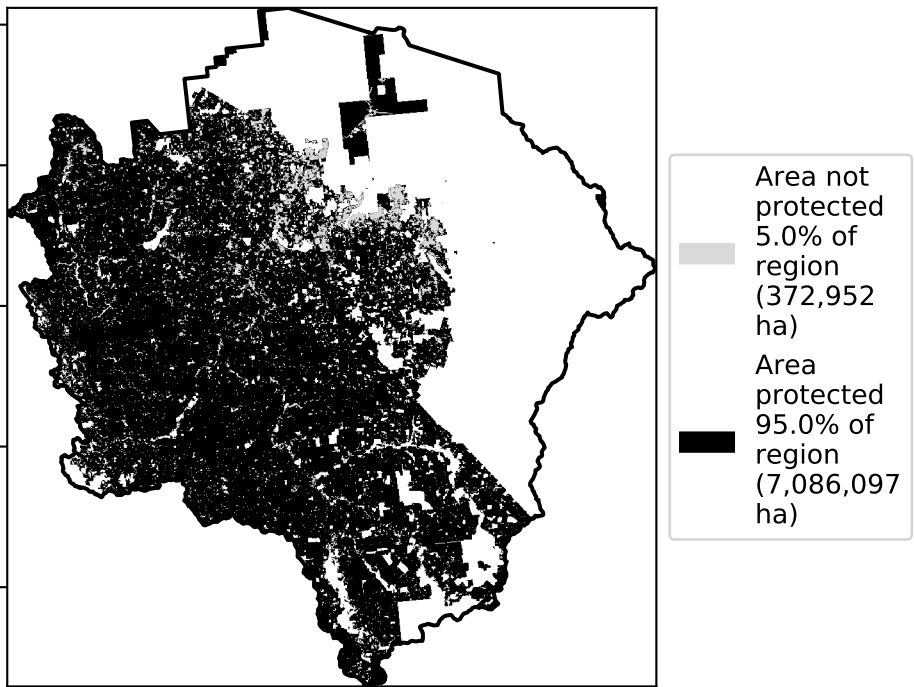 Area not
protected
5.0% of
region
(372,952
ha)
Area
protected
95.0% of
region
(7,086,097
ha)